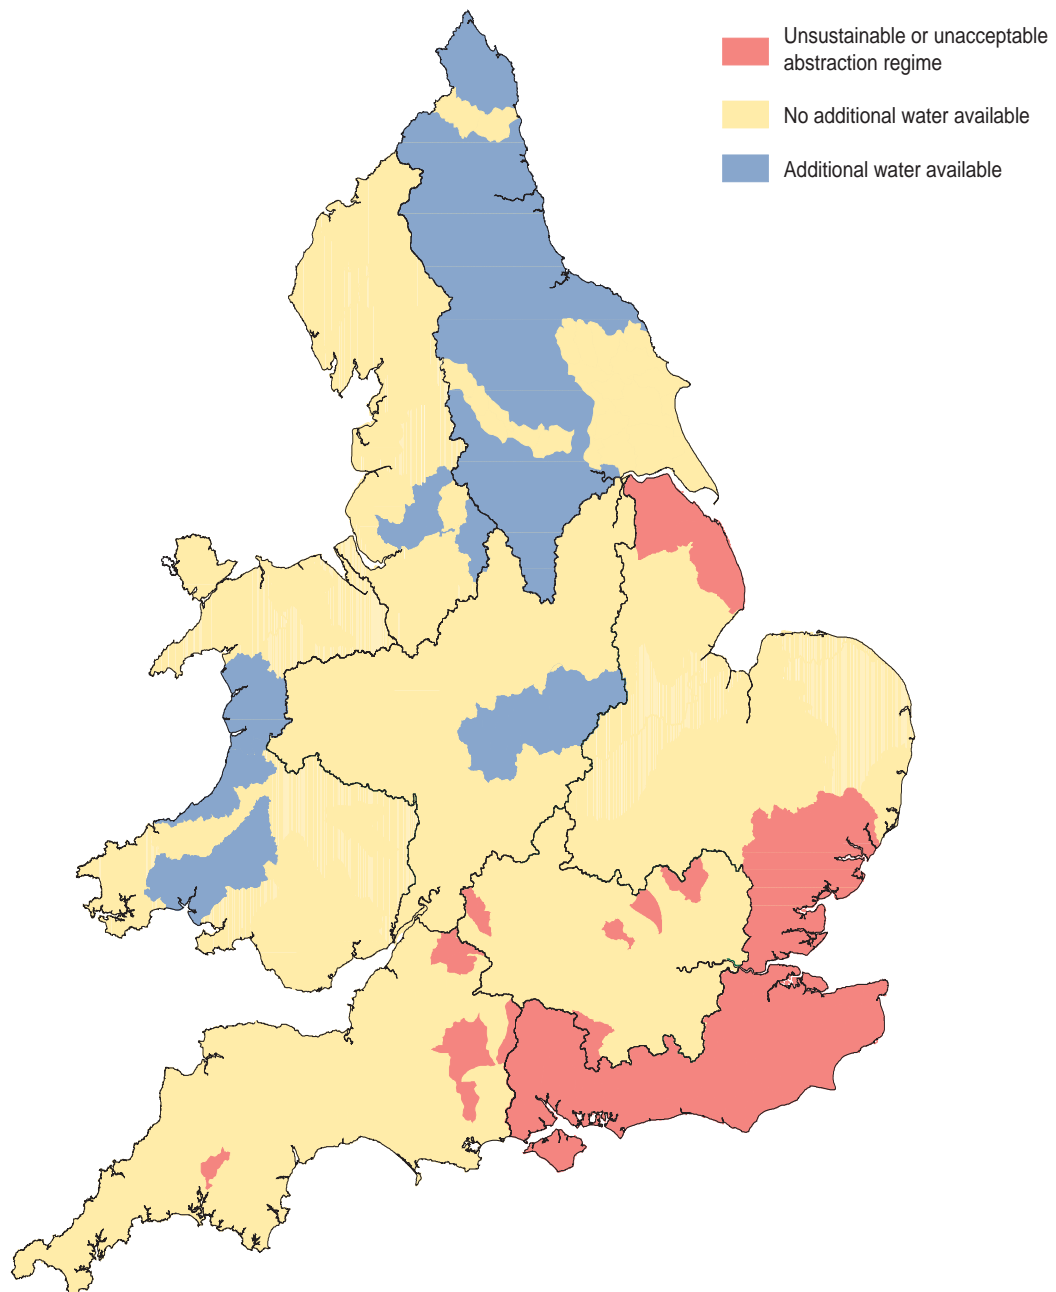 Unsustainable or unacceptable
abstraction regime
No additional water available
Additional water available